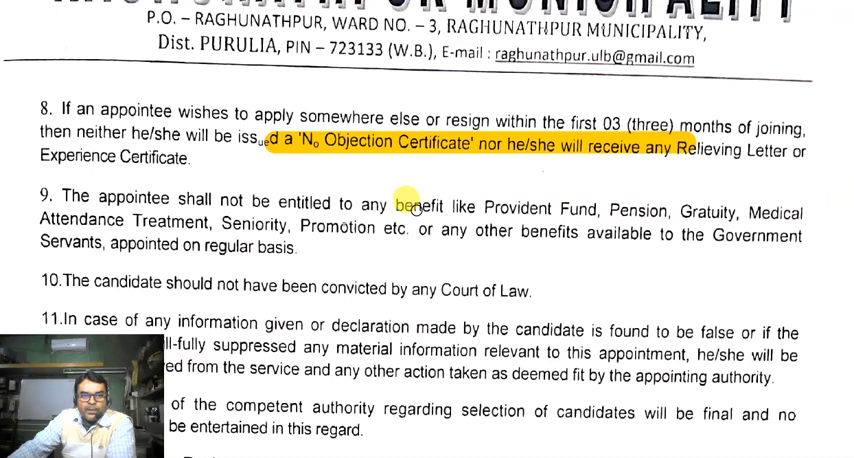 MUNICIPALITY
P.O. – RAGHUNATHPUR, WARD NO. – 3, RAGHUNATHPUR MUNICIPALITY,
Dist. PURULIA, PIN – 723133 (W.B.), E-mail : raghunathpur.ulb@gmail.com
8. If an appointee wishes to apply somewhere else or resign within the first 03 (three) months of joining,
then neither he/she will be issued a 'No Objection Certificate' nor he/she will receive any Relieving Letter or
Experience Certificate.
9. The appointee shall not be entitled to any benefit like Provident Fund, Pension, Gratuity, Medical
Attendance Treatment, Seniority, Promotion etc. or any other benefits available to the Government
Servants, appointed on regular basis.
10.The candidate should not have been convicted by any Court of Law.
11.In case of any information given or declaration made by the candidate is found to be false or if the
ll-fully suppressed any material information relevant to this appointment, he/she will be
ed from the service and any other action taken as deemed fit by the appointing authority.
of the competent authority regarding selection of candidates will be final and no
be entertained in this regard.